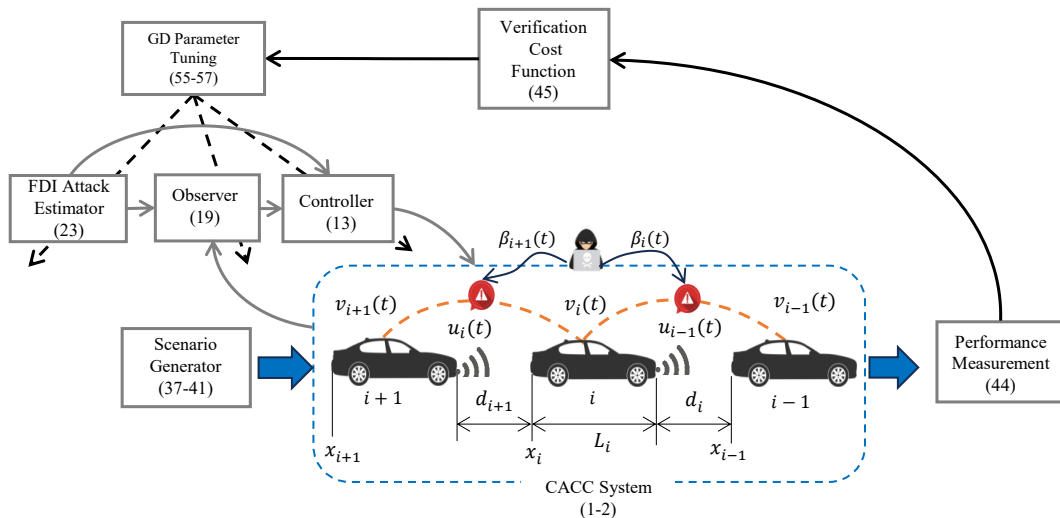 GD Parameter
Tuning
(55-57)
Verification
Cost
Function
(45)
FDI Attack
Estimator
(23)
Observer
(19)
Controller
(13)
β_{i+1}(t)
β_i(t)
v_{i+1}(t)
v_i(t)
v_{i-1}(t)
u_i(t)
u_{i-1}(t)
Scenario
Generator
(37-41)
Performance
Measurement
(44)
i + 1
d_{i+1}
i
d_i
i − 1
x_{i+1}
x_i
L_i
x_{i-1}
CACC System
(1-2)